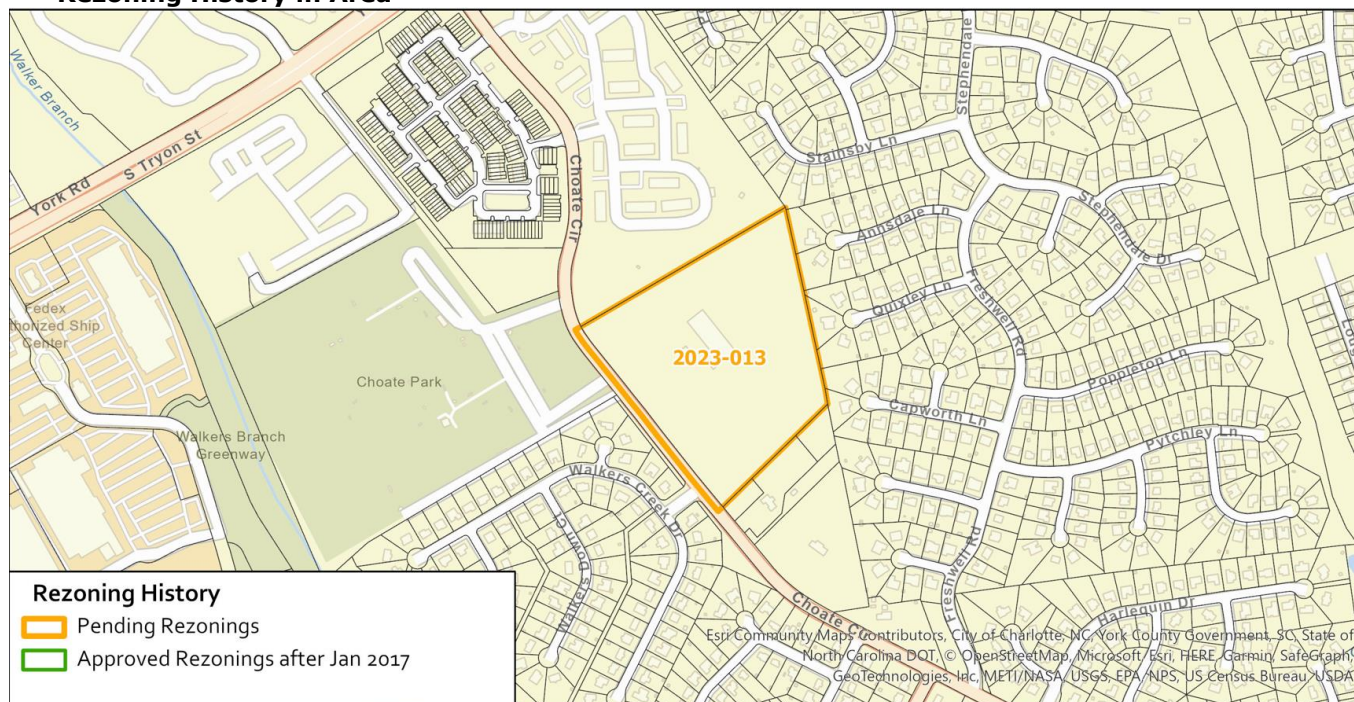 Rezoning History in Area
Walker Branch
York Rd
S Tryon St
Choate Cir
Stephendale
Stainsby Ln
Annsdale Ln
Stephendale Dr
Quixley Ln
Freshwell Rd
Fedex
thorized Ship
Center
2023-013
Choate Park
Poppleton Ln
Capworth Ln
Pytchley Ln
Walkers Branch
Greenway
Walkers Creek Dr
Walkers Down Ct
Freshwell Rd
Harlequin Dr
Choate Cir
Rezoning History
Pending Rezonings
Approved Rezonings after Jan 2017
Esri Community Maps Contributors, City of Charlotte, NC, York County Government, SC, State of
North Carolina DOT, © OpenStreetMap, Microsoft, Esri, HERE, Garmin, SafeGraph,
GeoTechnologies, Inc, METI/NASA, USGS, EPA, NPS, US Census Bureau, USDA